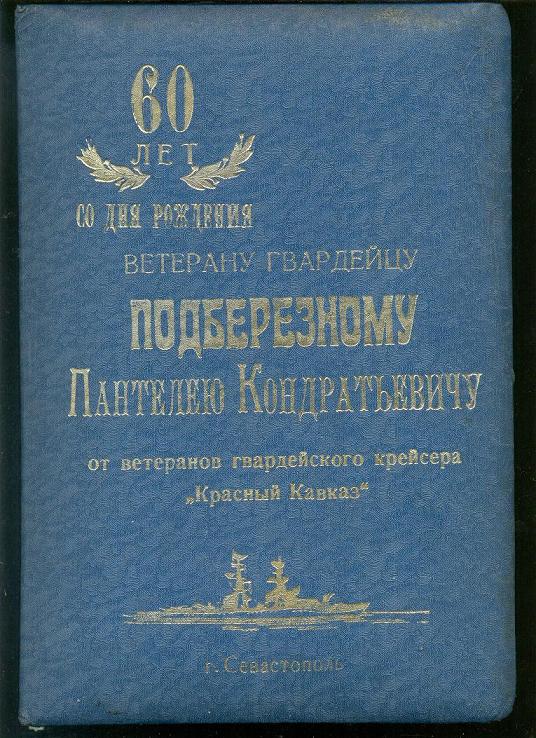 60
ЛЕТ
СО ДНЯ РОЖДЕНИЯ
ВЕТЕРАНУ ГВАРДЕЙЦУ
ПОДБЕРЕЗНОМУ
ПАНТЕЛЕЮ КОНДРАТЬЕВИЧУ
от ветеранов гвардейского крейсера
„Красный Кавказ“
г. Севастополь